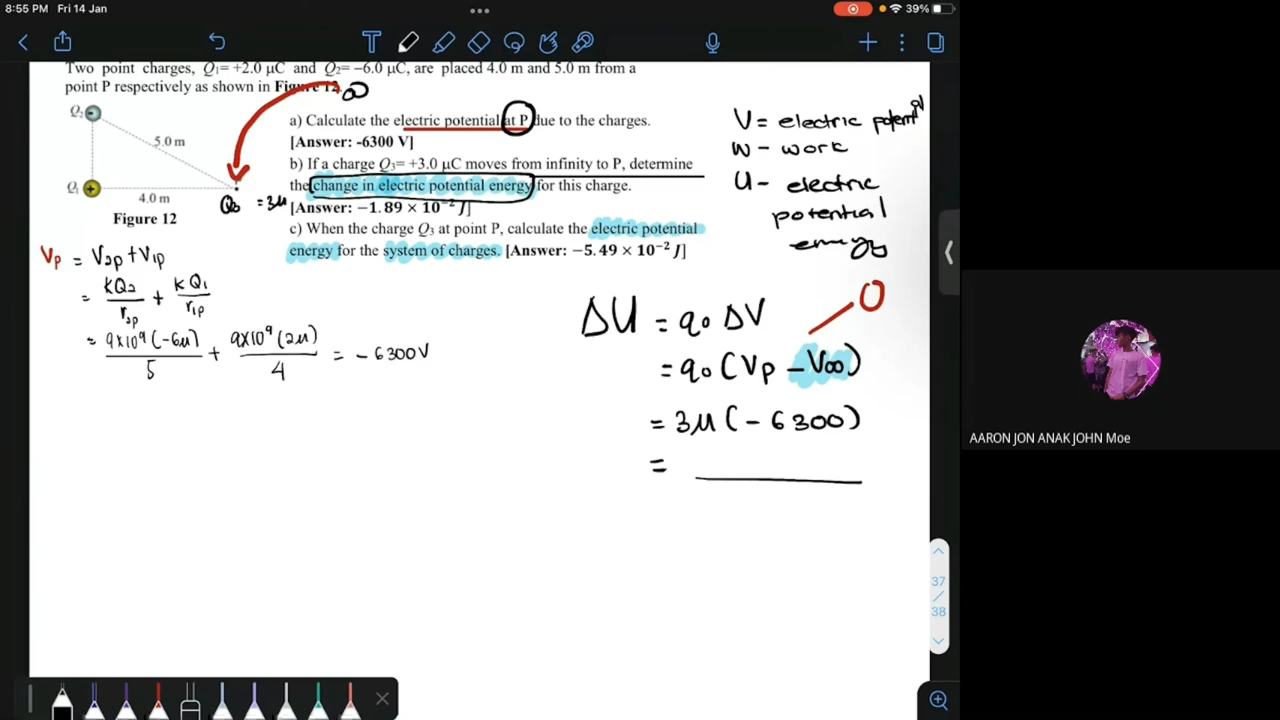 8:55 PM Fri 14 Jan
39%
Two point charges, Q₁= +2.0 μC and Q₂= −6.0 μC, are placed 4.0 m and 5.0 m from a
point P respectively as shown in Figure 12.
∞
Q₂
5.0 m
Q₁
4.0 m
Q₃ = 3μ
Figure 12
a) Calculate the electric potential at P due to the charges.
[Answer: -6300 V]
b) If a charge Q₃= +3.0 μC moves from infinity to P, determine
the change in electric potential energy for this charge.
[Answer: −1.89 × 10⁻² J]
c) When the charge Q₃ at point P, calculate the electric potential
energy for the system of charges. [Answer: −5.49 × 10⁻² J]
V = electric potential
W - work
U - electric
potential
energy
Vp = V₂p + V₁p
= kQ₂/r₂p + kQ₁/r₁p
= 9x10⁹(-6μ)/5 + 9x10⁹(2μ)/4 = -6300V
ΔU = q₀ ΔV
0
= q₀ (Vp - V∞)
= 3μ (-6300)
=
37
/
38
AARON JON ANAK JOHN Moe